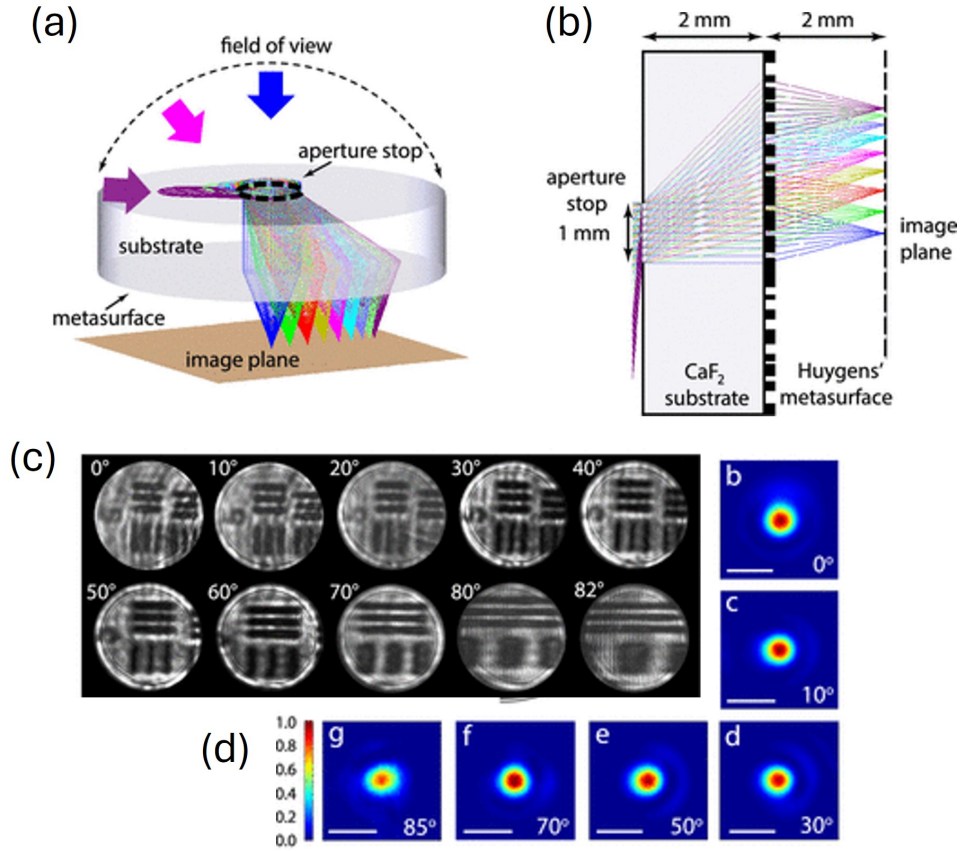 (a)
field of view
aperture stop
substrate
metasurface
image plane
(b)
2 mm 2 mm
aperture
stop
1 mm
image
plane
CaF2
substrate
Huygens'
metasurface
(c)
0° 10° 20° 30° 40°
50° 60° 70° 80° 82°
b
0°
c
10°
(d)
1.0
0.8
0.6
0.4
0.2
0.0
g
85°
f
70°
e
50°
d
30°